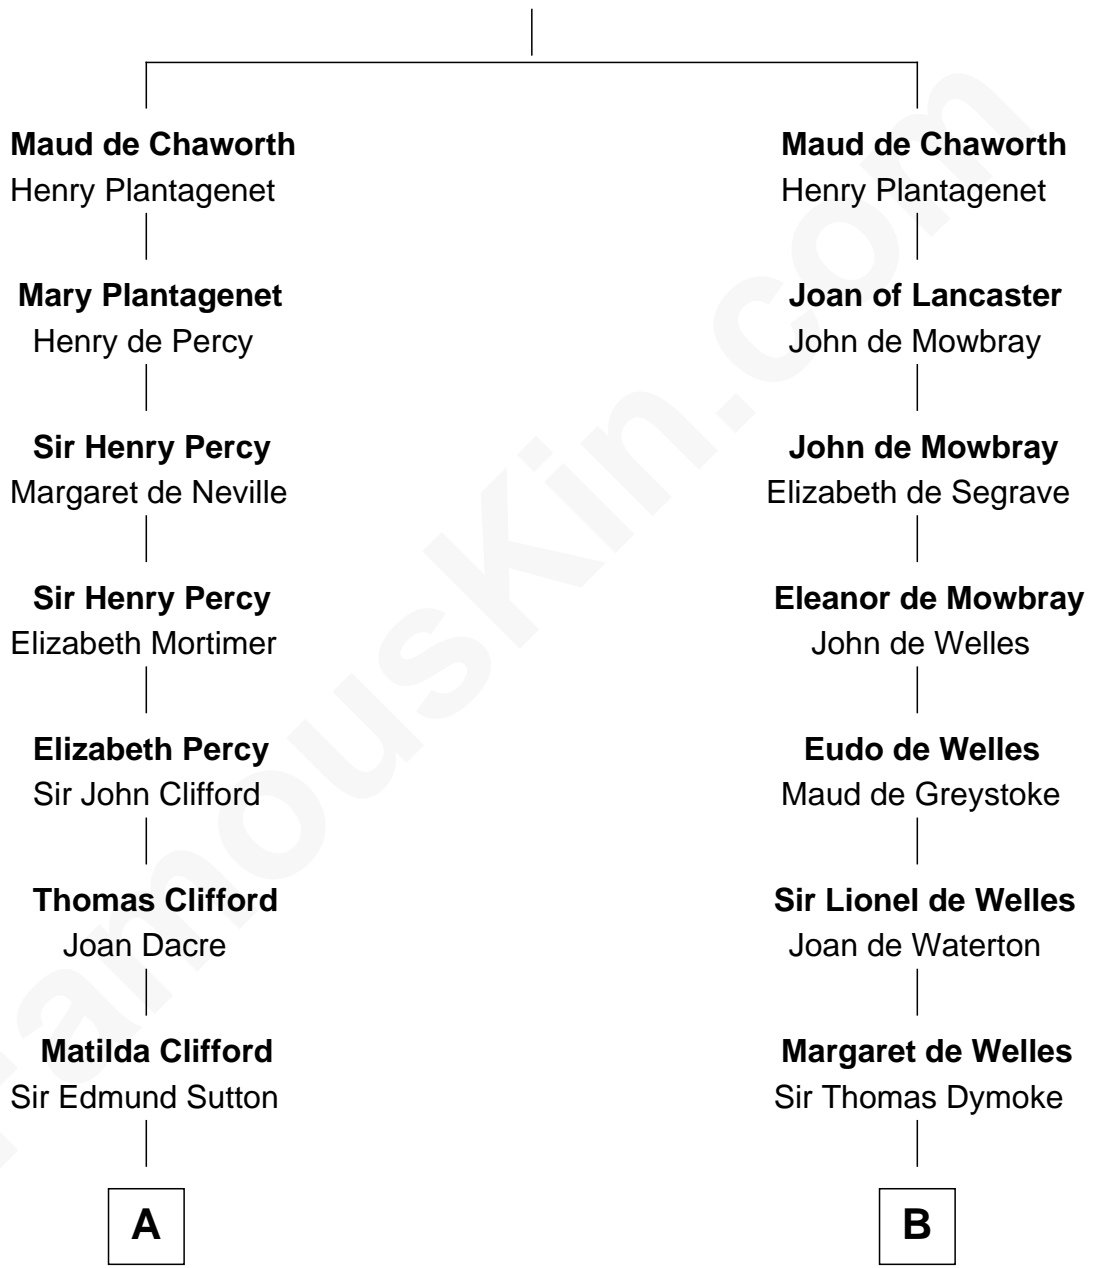 Maud de Chaworth
Henry Plantagenet
Mary Plantagenet
Henry de Percy
Sir Henry Percy
Margaret de Neville
Sir Henry Percy
Elizabeth Mortimer
Elizabeth Percy
Sir John Clifford
Thomas Clifford
Joan Dacre
Matilda Clifford
Sir Edmund Sutton
A
Maud de Chaworth
Henry Plantagenet
Joan of Lancaster
John de Mowbray
John de Mowbray
Elizabeth de Segrave
Eleanor de Mowbray
John de Welles
Eudo de Welles
Maud de Greystoke
Sir Lionel de Welles
Joan de Waterton
Margaret de Welles
Sir Thomas Dymoke
B
FamousKin.com